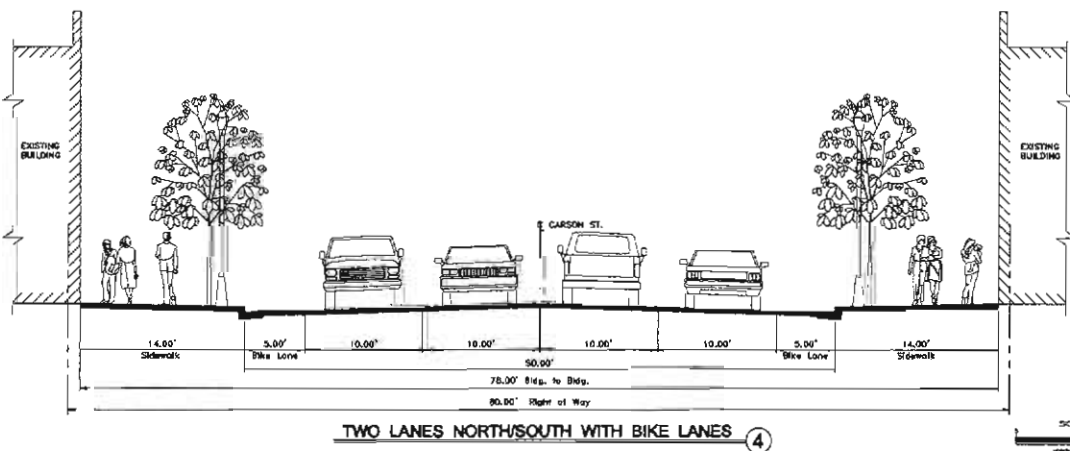 EXISTING
BUILDING
EXISTING
BUILDING
CARSON ST.
14.00' 5.00' 10.00' 10.00' 10.00' 10.00' 5.00' 14.00'
Sidewalk Bike Lane Bike Lane Sidewalk
50.00'
78.00' Bldg. to Bldg.
80.00' Right of Way
TWO LANES NORTH/SOUTH WITH BIKE LANES 4